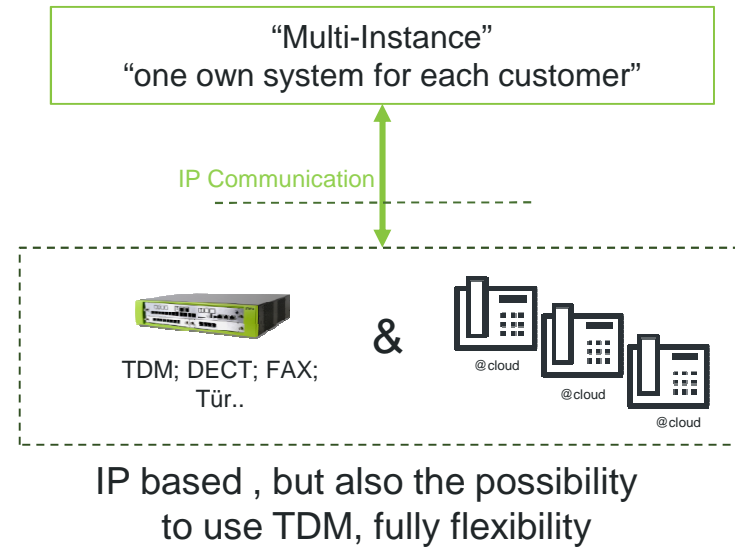 “Multi-Instance”
“one own system for each customer”
IP Communication
TDM; DECT; FAX;
Tür..
&
@cloud
@cloud
@cloud
IP based , but also the possibility
to use TDM, fully flexibility